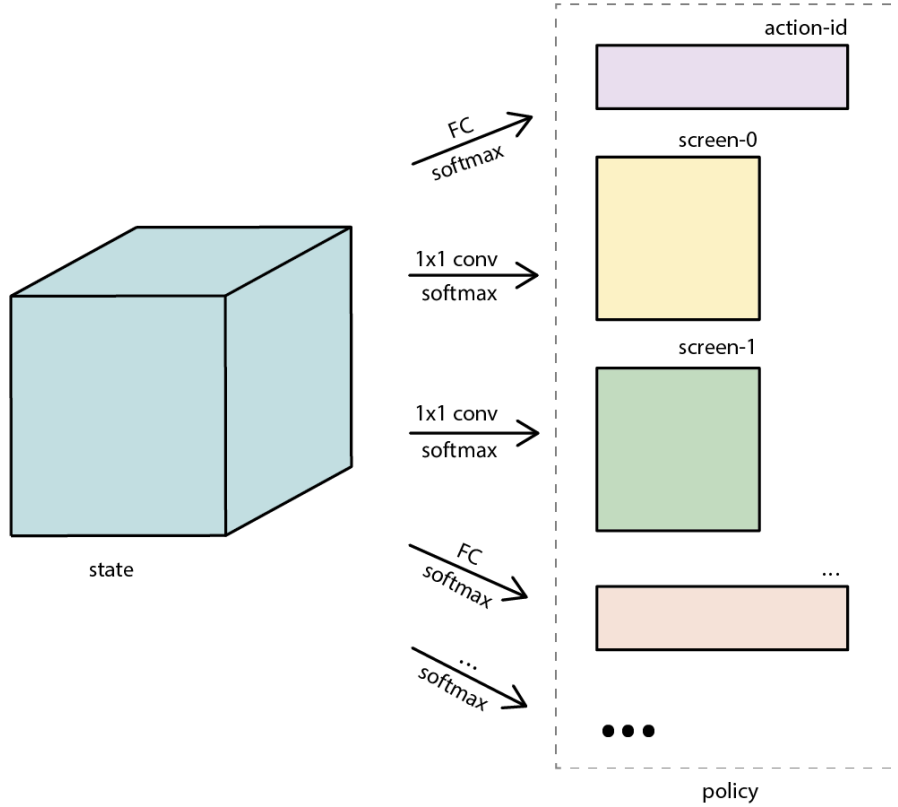 action-id
FC
softmax
screen-0
1x1 conv
softmax
screen-1
1x1 conv
softmax
FC
softmax
...
state
...
softmax
policy